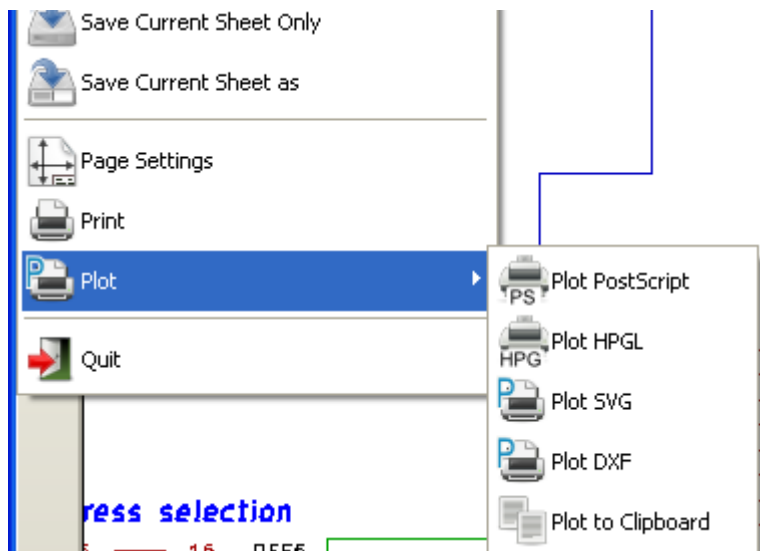 Save Current Sheet Only
Save Current Sheet as
Page Settings
Print
Plot
Quit
Plot PostScript
PS
Plot HPGL
HPG
Plot SVG
Plot DXF
Plot to Clipboard
ress selection
16